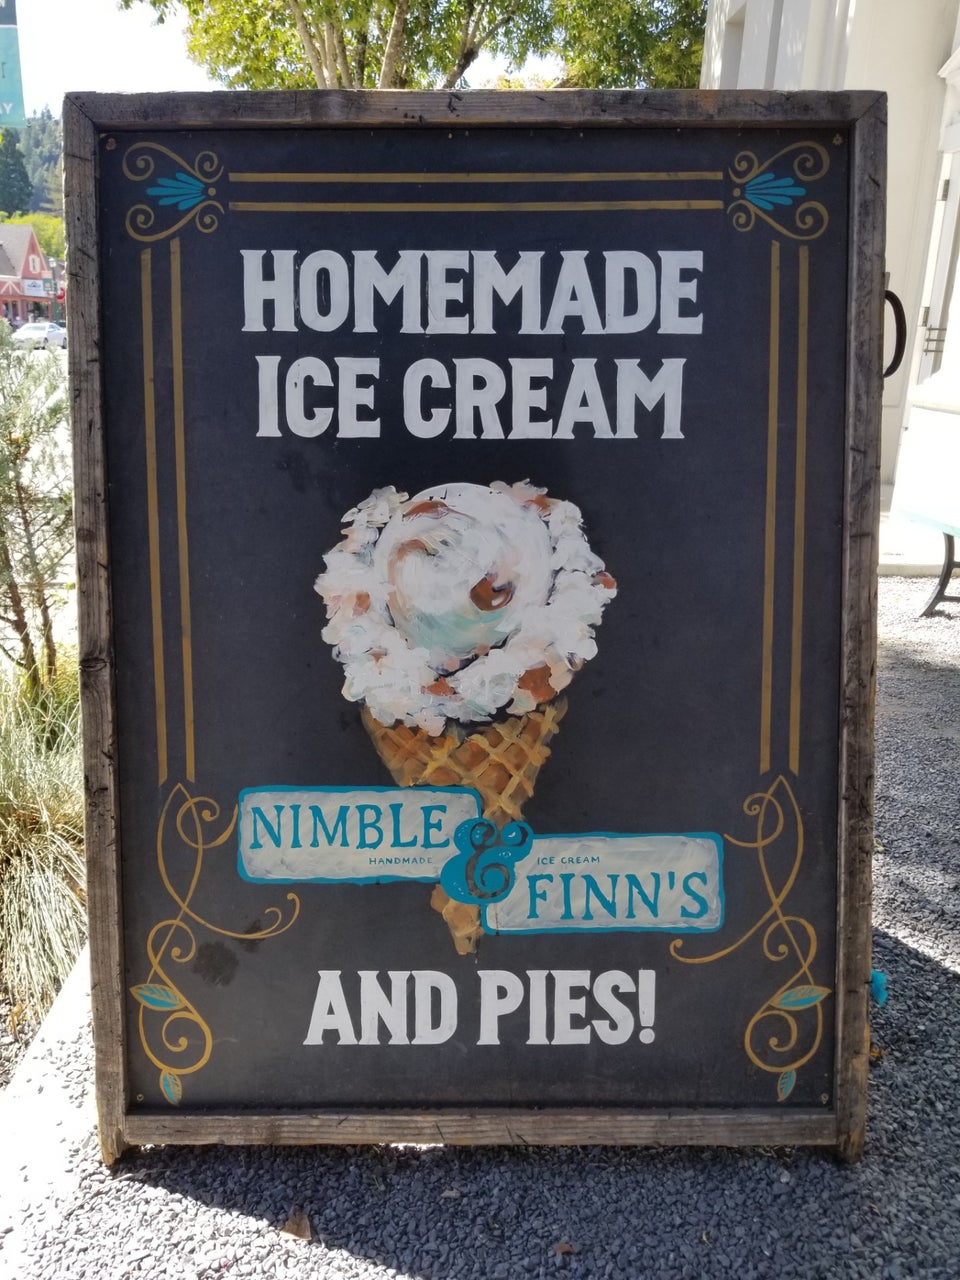 HOMEMADE
ICE CREAM
NIMBLE
HANDMADE
&
ICE CREAM
FINN'S
AND PIES!